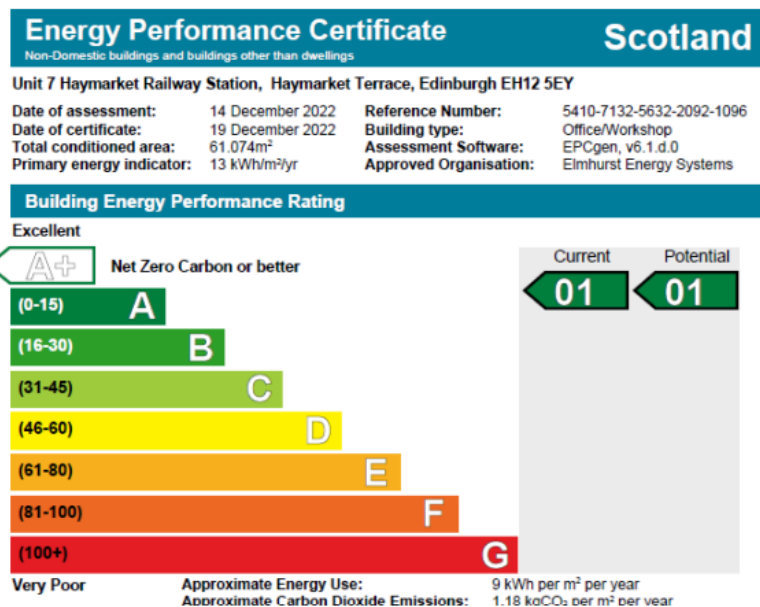 Energy Performance Certificate
Scotland
Non-Domestic buildings and buildings other than dwellings
Unit 7 Haymarket Railway Station, Haymarket Terrace, Edinburgh EH12 5EY
Date of assessment: 14 December 2022 Reference Number: 5410-7132-5632-2092-1096
Date of certificate: 19 December 2022 Building type: Office/Workshop
Total conditioned area: 61.074m² Assessment Software: EPCgen, v6.1.d.0
Primary energy indicator: 13 kWh/m²/yr Approved Organisation: Elmhurst Energy Systems
Building Energy Performance Rating
Excellent
Current Potential
A+ Net Zero Carbon or better
01 01
(0-15) A
(16-30) B
(31-45) C
(46-60) D
(61-80) E
(81-100) F
(100+) G
Very Poor Approximate Energy Use: 9 kWh per m² per year
Approximate Carbon Dioxide Emissions: 1.18 kgCO₂ per m² per year